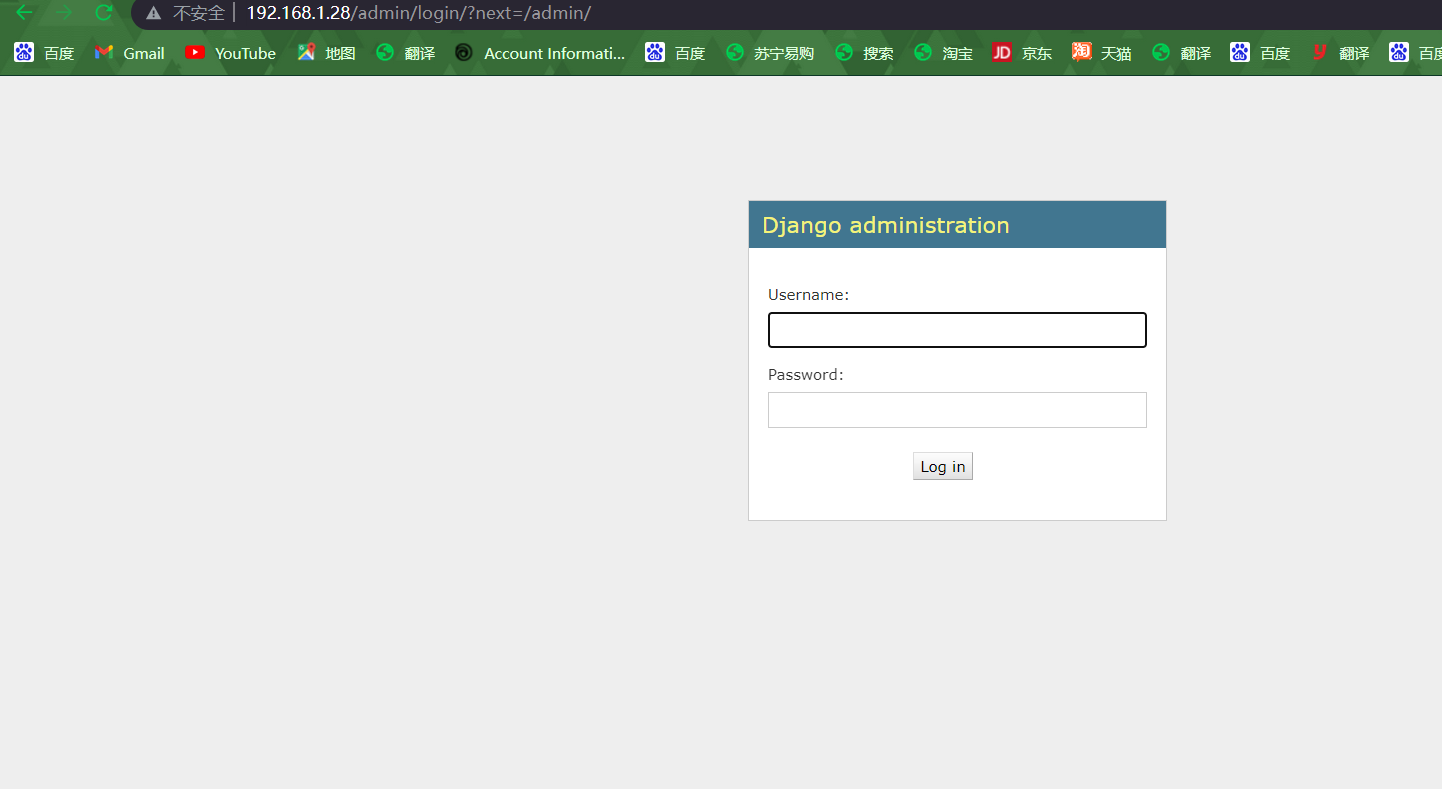 不安全 192.168.1.28/admin/login/?next=/admin/
百度 Gmail YouTube 地图 翻译 Account Informati... 百度 苏宁易购 搜索 淘宝 JD 京东 淘 天猫 翻译 百度 翻译
Django administration
Username:
Password:
Log in